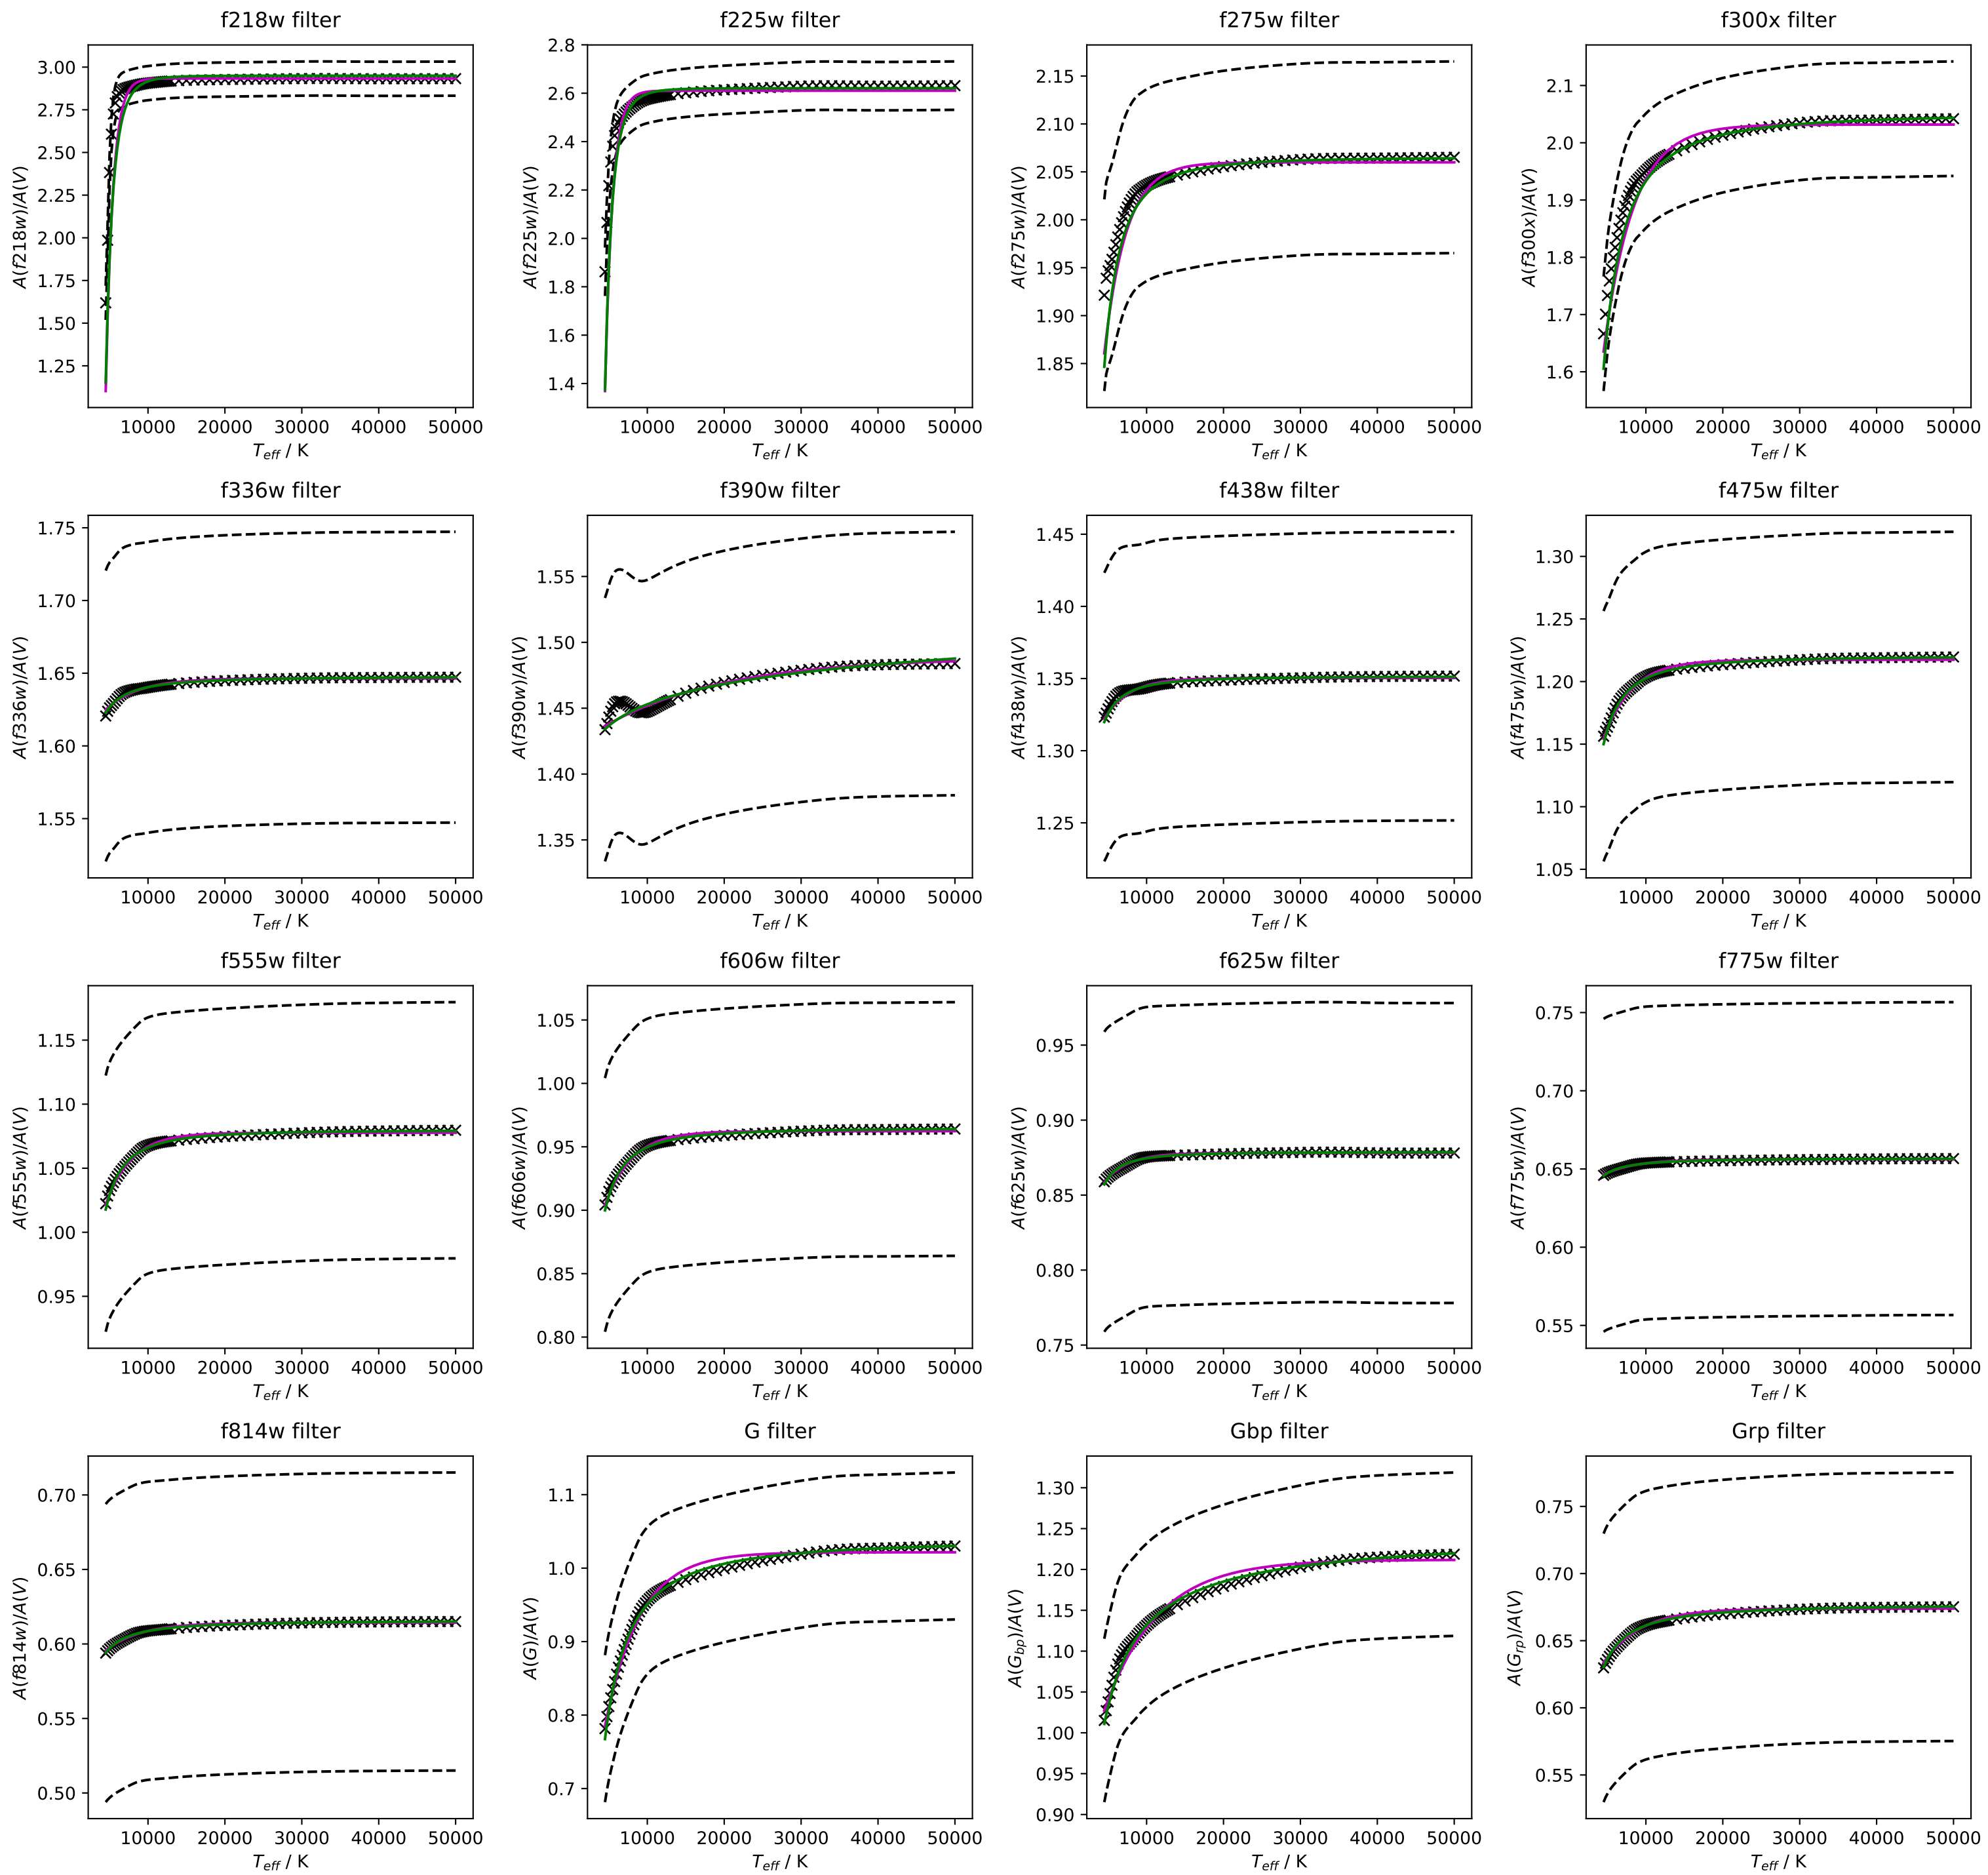 f218w filter
A(f218w)/A(V)
3.00
2.75
2.50
2.25
2.00
1.75
1.50
1.25
10000 20000 30000 40000 50000
T_eff / K
f225w filter
A(f225w)/A(V)
2.8
2.6
2.4
2.2
2.0
1.8
1.6
1.4
10000 20000 30000 40000 50000
T_eff / K
f275w filter
A(f275w)/A(V)
2.15
2.10
2.05
2.00
1.95
1.90
1.85
10000 20000 30000 40000 50000
T_eff / K
f300x filter
A(f300x)/A(V)
2.1
2.0
1.9
1.8
1.7
1.6
10000 20000 30000 40000 50000
T_eff / K
f336w filter
A(f336w)/A(V)
1.75
1.70
1.65
1.60
1.55
10000 20000 30000 40000 50000
T_eff / K
f390w filter
A(f390w)/A(V)
1.55
1.50
1.45
1.40
1.35
10000 20000 30000 40000 50000
T_eff / K
f438w filter
A(f438w)/A(V)
1.45
1.40
1.35
1.30
1.25
10000 20000 30000 40000 50000
T_eff / K
f475w filter
A(f475w)/A(V)
1.30
1.25
1.20
1.15
1.10
1.05
10000 20000 30000 40000 50000
T_eff / K
f555w filter
A(f555w)/A(V)
1.15
1.10
1.05
1.00
0.95
10000 20000 30000 40000 50000
T_eff / K
f606w filter
A(f606w)/A(V)
1.05
1.00
0.95
0.90
0.85
0.80
10000 20000 30000 40000 50000
T_eff / K
f625w filter
A(f625w)/A(V)
0.95
0.90
0.85
0.80
0.75
10000 20000 30000 40000 50000
T_eff / K
f775w filter
A(f775w)/A(V)
0.75
0.70
0.65
0.60
0.55
10000 20000 30000 40000 50000
T_eff / K
f814w filter
A(f814w)/A(V)
0.70
0.65
0.60
0.55
0.50
10000 20000 30000 40000 50000
T_eff / K
G filter
A(G)/A(V)
1.1
1.0
0.9
0.8
0.7
10000 20000 30000 40000 50000
T_eff / K
Gbp filter
A(G_bp)/A(V)
1.30
1.25
1.20
1.15
1.10
1.05
1.00
0.95
0.90
10000 20000 30000 40000 50000
T_eff / K
Grp filter
A(G_rp)/A(V)
0.75
0.70
0.65
0.60
0.55
10000 20000 30000 40000 50000
T_eff / K